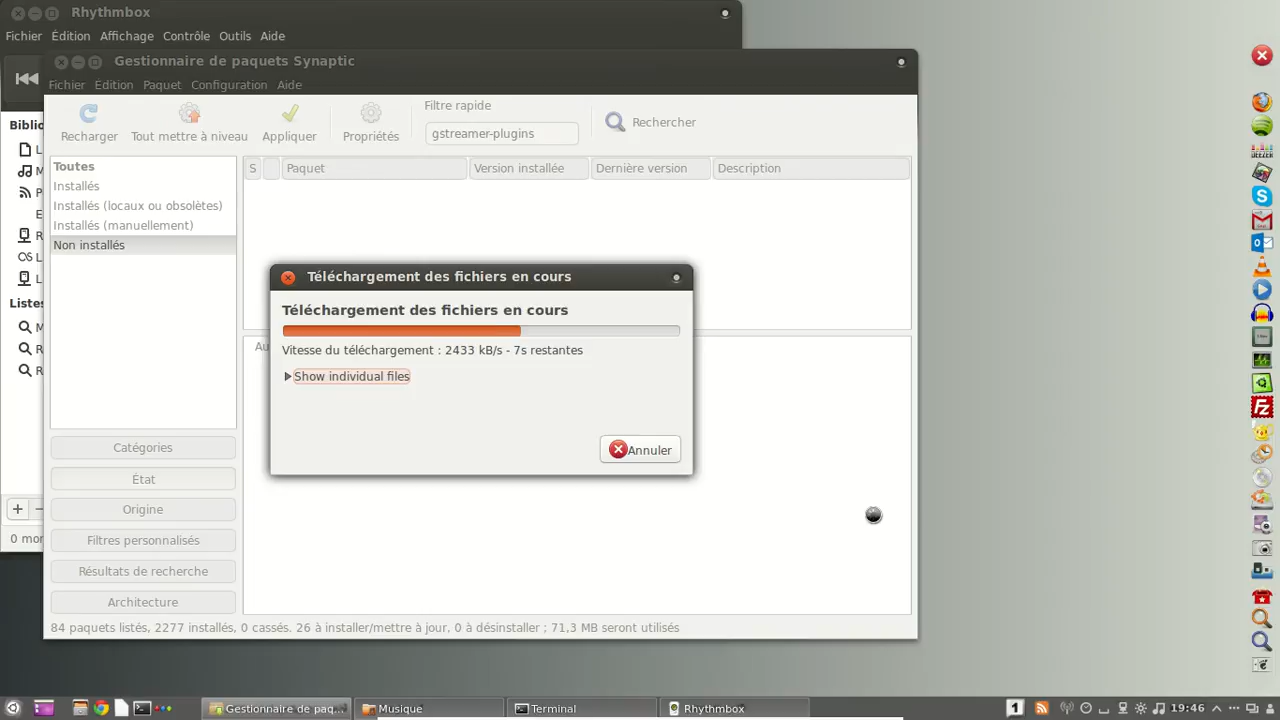 Rhythmbox
Fichier Édition Affichage Contrôle Outils Aide
Gestionnaire de paquets Synaptic
Fichier Édition Paquet Configuration Aide
Recharger Tout mettre à niveau Appliquer Propriétés
Filtre rapide
gstreamer-plugins
Rechercher
Biblio
Toutes
Installés
Installés (locaux ou obsolètes)
Installés (manuellement)
Non installés
S Paquet Version installée Dernière version Description
L
M
P
E
R
L
L
Listes
M
R
R
Téléchargement des fichiers en cours
Téléchargement des fichiers en cours
Vitesse du téléchargement : 2433 kB/s - 7s restantes
Show individual files
Annuler
Au
Catégories
État
Origine
Filtres personnalisés
Résultats de recherche
Architecture
0 mor
84 paquets listés, 2277 installés, 0 cassés. 26 à installer/mettre à jour, 0 à désinstaller ; 71,3 MB seront utilisés
DEEZER
Gestionnaire de paq... Musique Terminal Rhythmbox
1 19:46